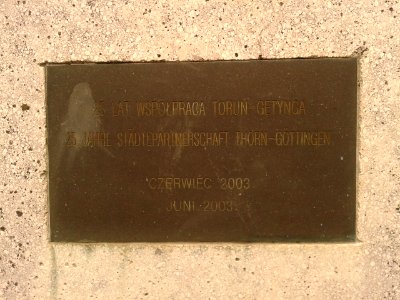 25 LAT WSPÓŁPRACA TORUŃ-GETYNGA
25 JAHRE STÄDTEPARTNERSCHAFT THORN-GÖTTINGEN
CZERWIEC 2003
JUNI 2003